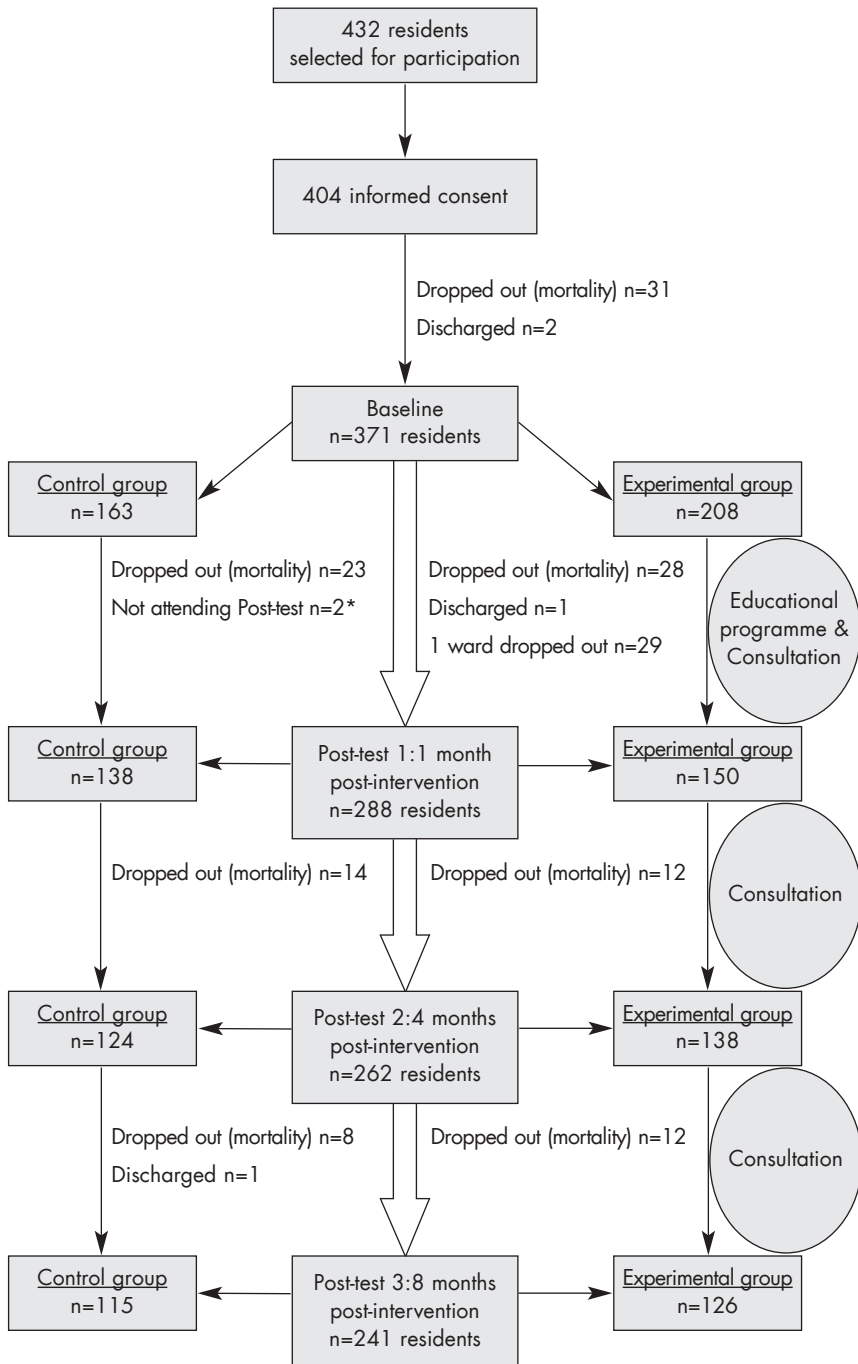 432 residents
selected for participation
404 informed consent
Dropped out (mortality) n=31
Discharged n=2
Baseline
n=371 residents
Control group
n=163
Experimental group
n=208
Dropped out (mortality) n=23
Not attending Post-test n=2*
Dropped out (mortality) n=28
Discharged n=1
1 ward dropped out n=29
Educational
programme &
Consultation
Control group
n=138
Post-test 1:1 month
post-intervention
n=288 residents
Experimental group
n=150
Dropped out (mortality) n=14
Dropped out (mortality) n=12
Consultation
Control group
n=124
Post-test 2:4 months
post-intervention
n=262 residents
Experimental group
n=138
Dropped out (mortality) n=8
Discharged n=1
Dropped out (mortality) n=12
Consultation
Control group
n=115
Post-test 3:8 months
post-intervention
n=241 residents
Experimental group
n=126